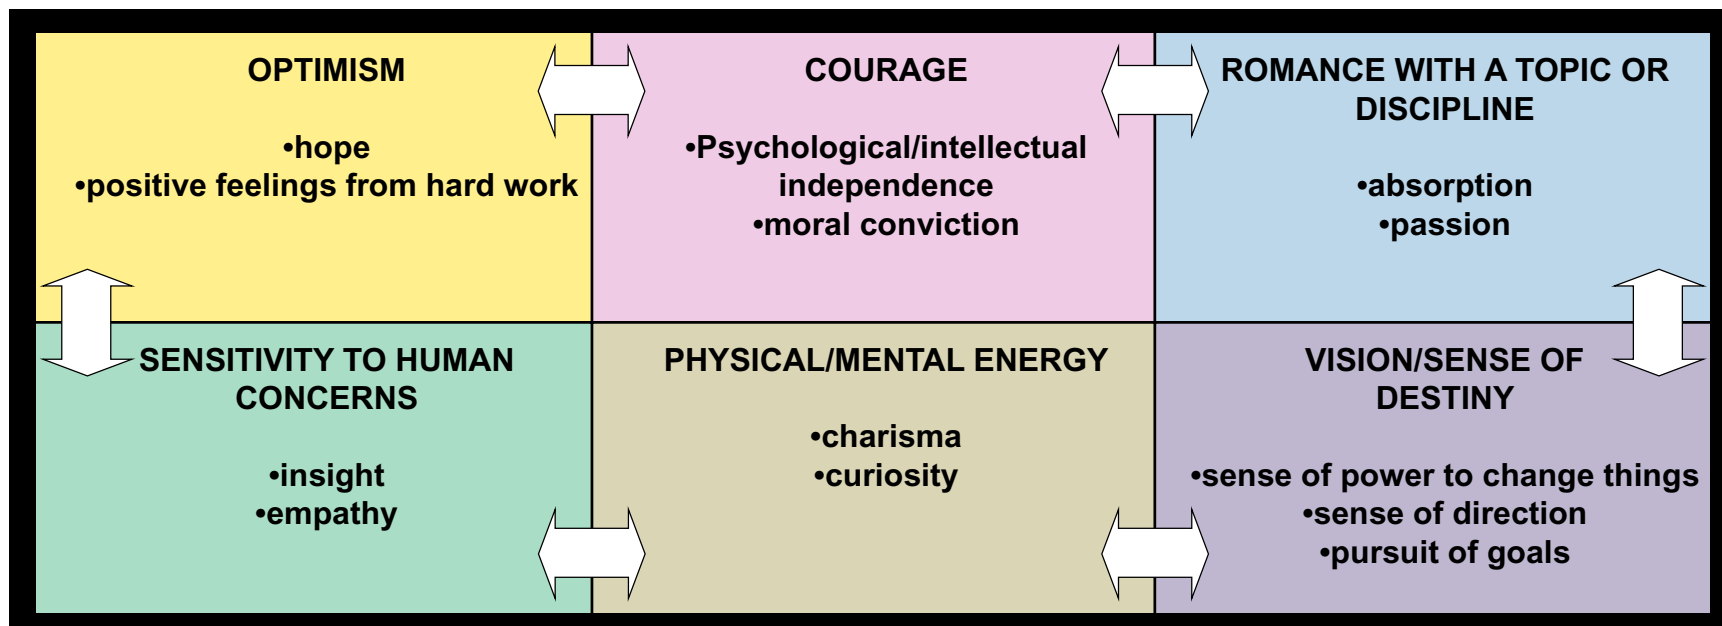 OPTIMISM
•hope
•positive feelings from hard work
COURAGE
•Psychological/intellectual
independence
•moral conviction
ROMANCE WITH A TOPIC OR
DISCIPLINE
•absorption
•passion
SENSITIVITY TO HUMAN
CONCERNS
•insight
•empathy
PHYSICAL/MENTAL ENERGY
•charisma
•curiosity
VISION/SENSE OF
DESTINY
•sense of power to change things
•sense of direction
•pursuit of goals